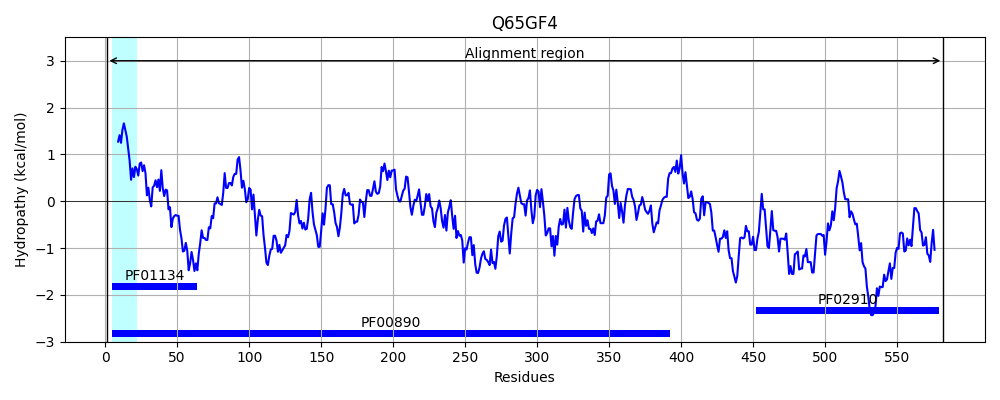 Q65GF4
Alignment region
3
2
1
0
−1
−2
−3
Hydropathy (kcal/mol)
PF01134
PF02910
PF00890
0 50 100 150 200 250 300 350 400 450 500 550
Residues